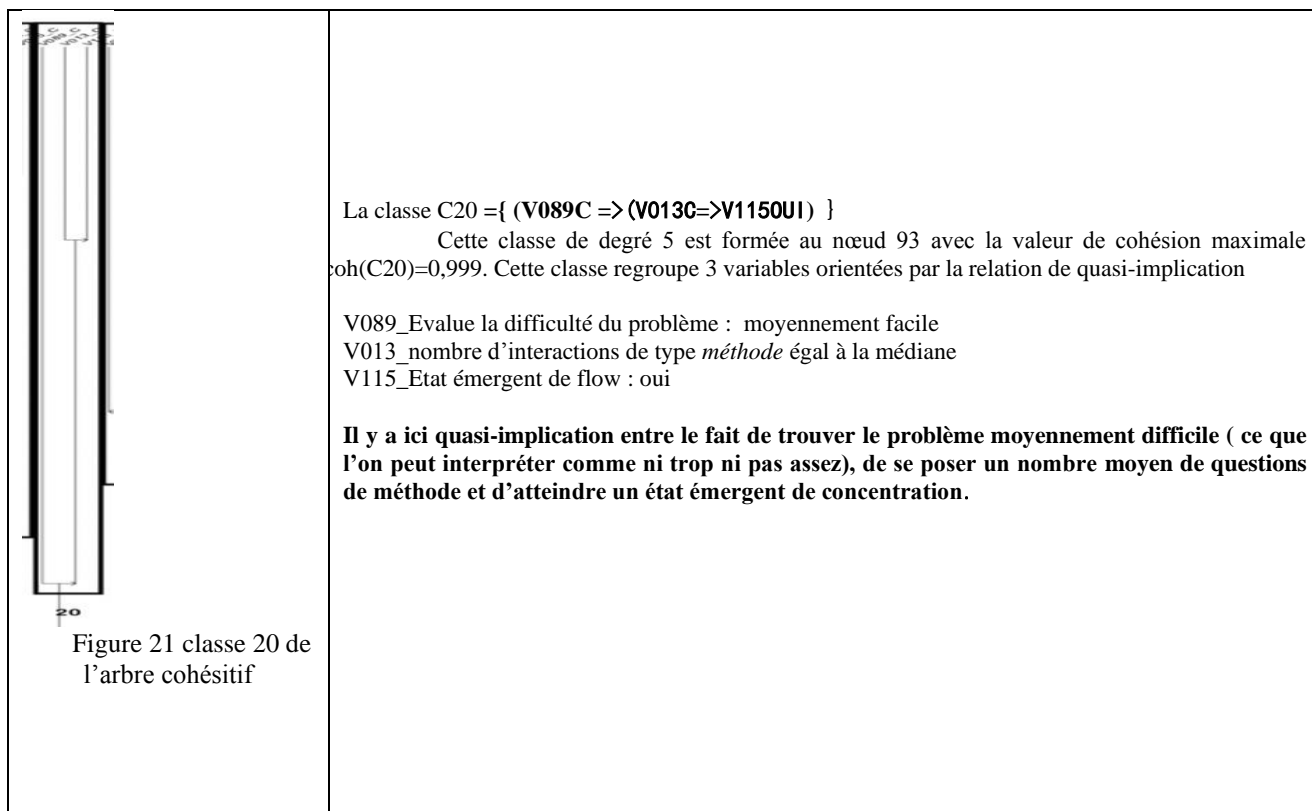 V089_C
V013_C
20
Figure 21 classe 20 de
l’arbre cohésitif
La classe C20 ={ (V089C =>(V013C=>V115OUI) }
Cette classe de degré 5 est formée au nœud 93 avec la valeur de cohésion maximale
coh(C20)=0,999. Cette classe regroupe 3 variables orientées par la relation de quasi-implication
V089_Evalue la difficulté du problème : moyennement facile
V013_nombre d’interactions de type méthode égal à la médiane
V115_Etat émergent de flow : oui
Il y a ici quasi-implication entre le fait de trouver le problème moyennement difficile ( ce que
l’on peut interpréter comme ni trop ni pas assez), de se poser un nombre moyen de questions
de méthode et d’atteindre un état émergent de concentration.